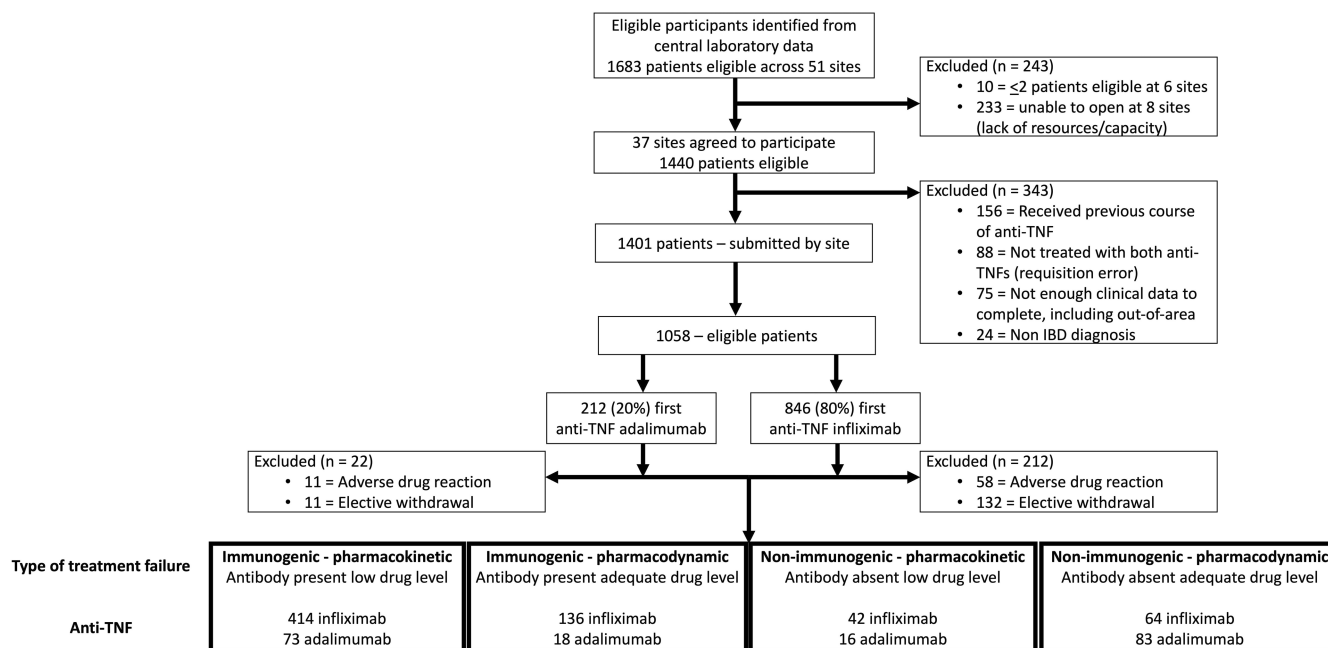 Eligible participants identified from
central laboratory data
1683 patients eligible across 51 sites
Excluded (n = 243)
• 10 = <2 patients eligible at 6 sites
• 233 = unable to open at 8 sites
(lack of resources/capacity)
37 sites agreed to participate
1440 patients eligible
Excluded (n = 343)
• 156 = Received previous course
of anti-TNF
• 88 = Not treated with both anti-
TNFs (requisition error)
• 75 = Not enough clinical data to
complete, including out-of-area
• 24 = Non IBD diagnosis
1401 patients – submitted by site
1058 – eligible patients
212 (20%) first
anti-TNF adalimumab
846 (80%) first
anti-TNF infliximab
Excluded (n = 22)
• 11 = Adverse drug reaction
• 11 = Elective withdrawal
Excluded (n = 212)
• 58 = Adverse drug reaction
• 132 = Elective withdrawal
Type of treatment failure
Immunogenic - pharmacokinetic
Antibody present low drug level
Immunogenic - pharmacodynamic
Antibody present adequate drug level
Non-immunogenic - pharmacokinetic
Antibody absent low drug level
Non-immunogenic - pharmacodynamic
Antibody absent adequate drug level
Anti-TNF
414 infliximab
73 adalimumab
136 infliximab
18 adalimumab
42 infliximab
16 adalimumab
64 infliximab
83 adalimumab